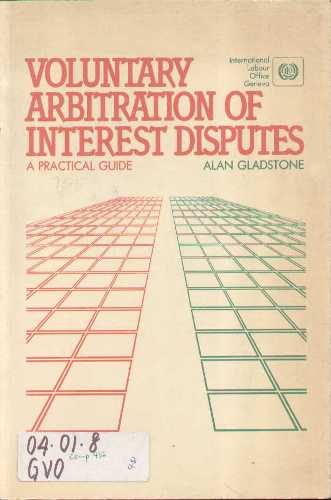 International
Labour
Office
Geneva
VOLUNTARY
ARBITRATION OF
INTEREST DISPUTES
A PRACTICAL GUIDE
ALAN GLADSTONE
04.01.8
GVO